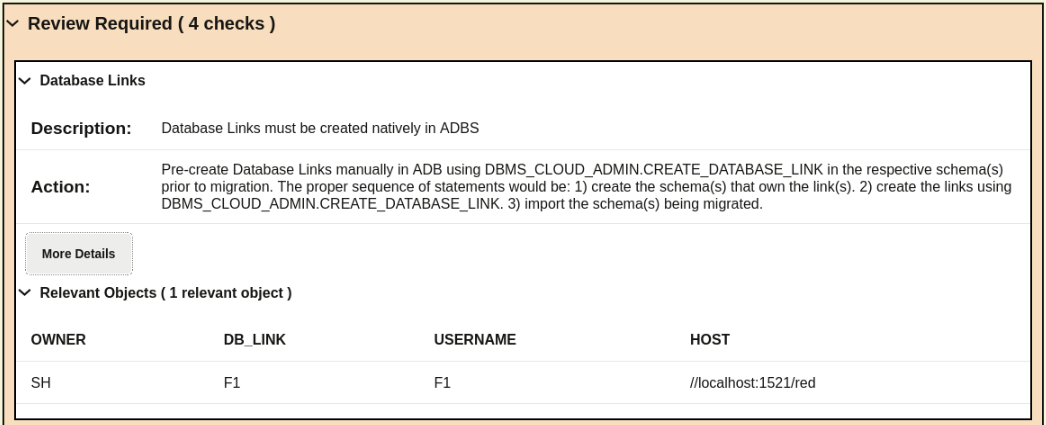 Review Required ( 4 checks )
Database Links
Description: Database Links must be created natively in ADBS
Action: Pre-create Database Links manually in ADB using DBMS_CLOUD_ADMIN.CREATE_DATABASE_LINK in the respective schema(s)
prior to migration. The proper sequence of statements would be: 1) create the schema(s) that own the link(s). 2) create the links using
DBMS_CLOUD_ADMIN.CREATE_DATABASE_LINK. 3) import the schema(s) being migrated.
More Details
Relevant Objects ( 1 relevant object )
OWNER DB_LINK USERNAME HOST
SH F1 F1 //localhost:1521/red